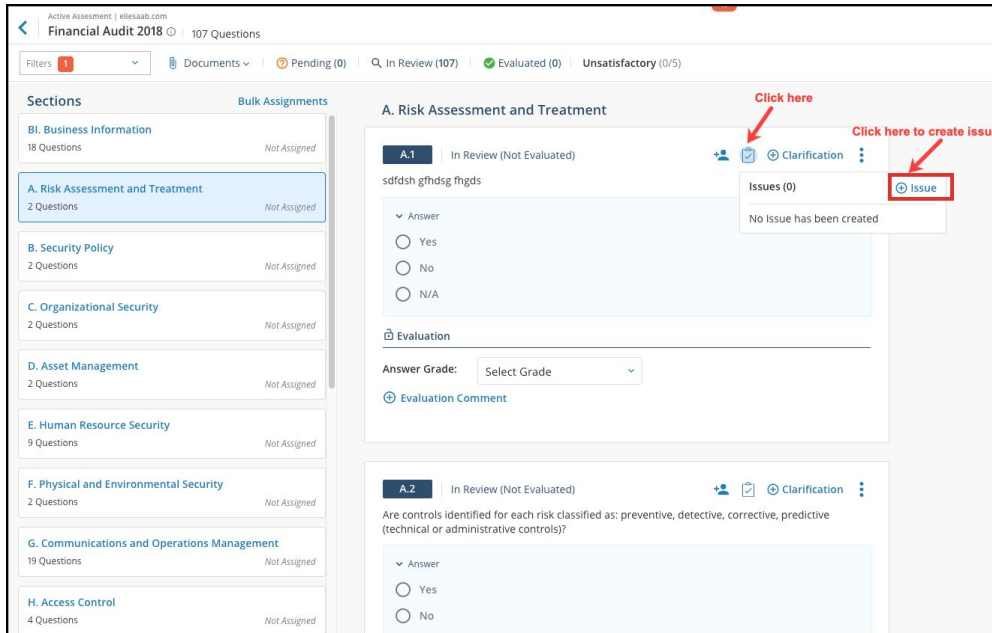 Active Assesment | eliesaab.com
Financial Audit 2018 107 Questions
Filters 1 Documents Pending (0) In Review (107) Evaluated (0) Unsatisfactory (0/5)
Sections Bulk Assignments
BI. Business Information
18 Questions Not Assigned
A. Risk Assessment and Treatment
2 Questions Not Assigned
B. Security Policy
2 Questions Not Assigned
C. Organizational Security
2 Questions Not Assigned
D. Asset Management
2 Questions Not Assigned
E. Human Resource Security
9 Questions Not Assigned
F. Physical and Environmental Security
2 Questions Not Assigned
G. Communications and Operations Management
19 Questions Not Assigned
H. Access Control
4 Questions Not Assigned
A. Risk Assessment and Treatment
Click here
Click here to create issu
A.1 In Review (Not Evaluated) Clarification
sdfdsh gfhdsg fhgds
Issues (0) Issue
No Issue has been created
Answer
Yes
No
N/A
Evaluation
Answer Grade: Select Grade
Evaluation Comment
A.2 In Review (Not Evaluated) Clarification
Are controls identified for each risk classified as: preventive, detective, corrective, predictive
(technical or administrative controls)?
Answer
Yes
No